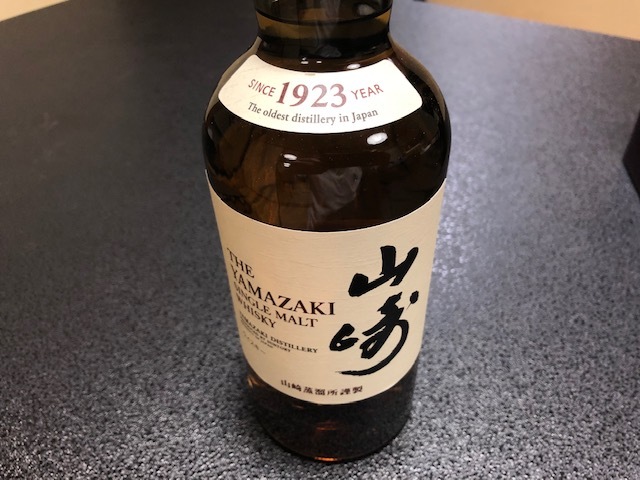 SINCE 1923 YEAR
The oldest distillery in Japan
THE
YAMAZAKI
SINGLE MALT
WHISKY
YAMAZAKI DISTILLERY
山崎
山崎蒸溜所謹製